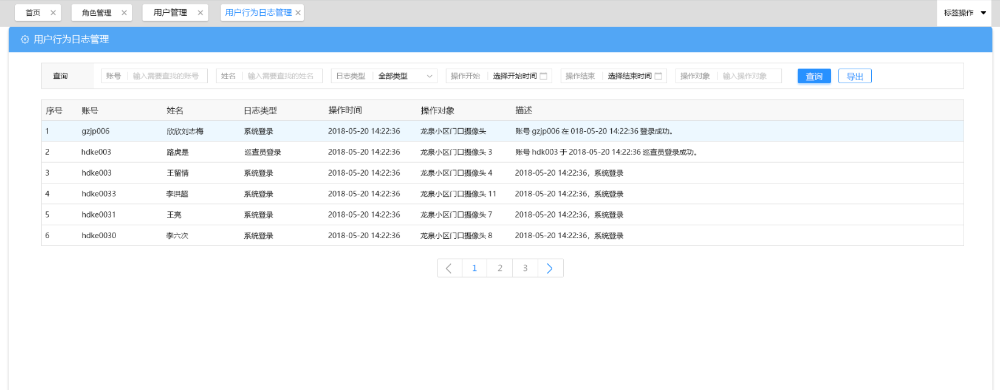 首页 角色管理 用户管理 用户行为日志管理 标签操作
用户行为日志管理
查询 账号 输入需要查找的账号 姓名 输入需要查找的姓名 日志类型 全部类型 操作开始 选择开始时间 操作结束 选择结束时间 操作对象 输入操作对象 查询 导出
序号 账号 姓名 日志类型 操作时间 操作对象 描述
1 gzjp006 欣欣刘志梅 系统登录 2018-05-20 14:22:36 龙泉小区门口摄像头 账号 gzjp006 在 018-05-20 14:22:36 登录成功。
2 hdke003 路虎是 巡查员登录 2018-05-20 14:22:36 龙泉小区门口摄像头 3 账号 hdk003 于 2018-05-20 14:22:36 巡查员登录成功。
3 hdke003 王留情 系统登录 2018-05-20 14:22:36 龙泉小区门口摄像头 4 2018-05-20 14:22:36，系统登录
4 hdke0033 李洪超 系统登录 2018-05-20 14:22:36 龙泉小区门口摄像头 11 2018-05-20 14:22:36，系统登录
5 hdke0031 王亮 系统登录 2018-05-20 14:22:36 龙泉小区门口摄像头 7 2018-05-20 14:22:36，系统登录
6 hdke0030 李六次 系统登录 2018-05-20 14:22:36 龙泉小区门口摄像头 8 2018-05-20 14:22:36，系统登录
1 2 3